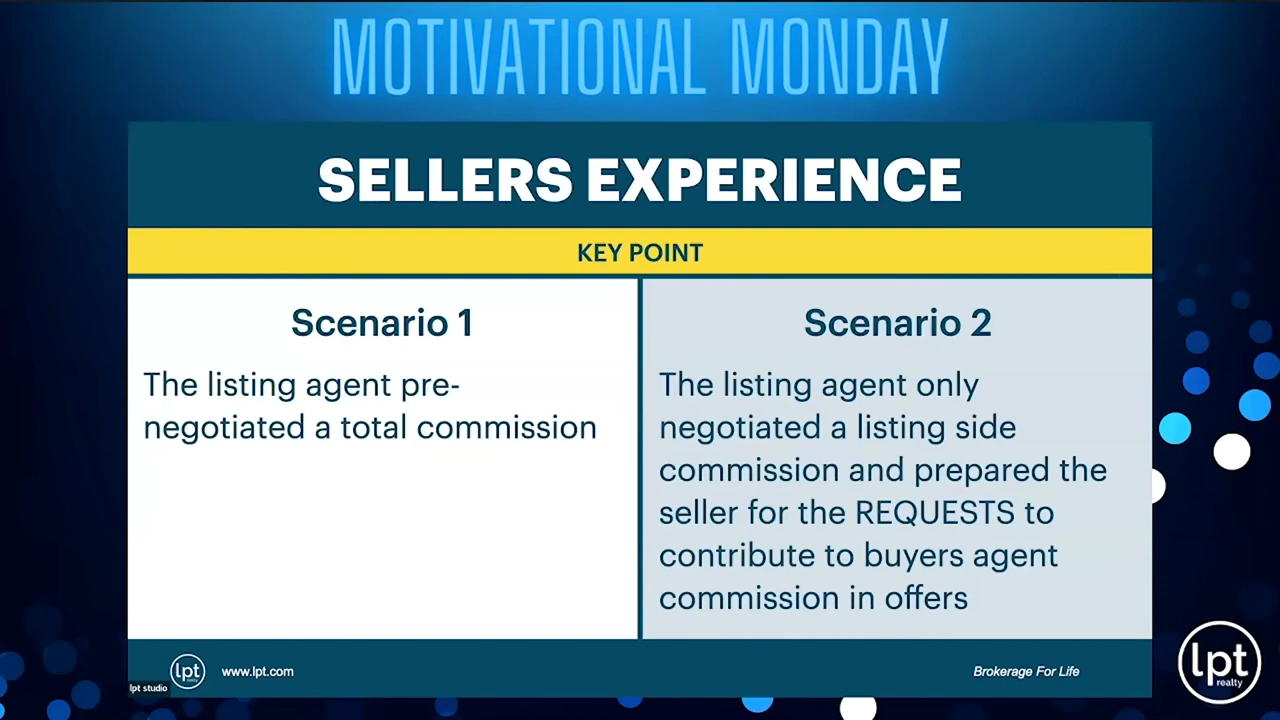 MOTIVATIONAL MONDAY
SELLERS EXPERIENCE
KEY POINT
Scenario 1
The listing agent pre-
negotiated a total commission
Scenario 2
The listing agent only
negotiated a listing side
commission and prepared the
seller for the REQUESTS to
contribute to buyers agent
commission in offers
lpt
realty
www.lpt.com
Brokerage For Life
lpt studio
lpt
realty